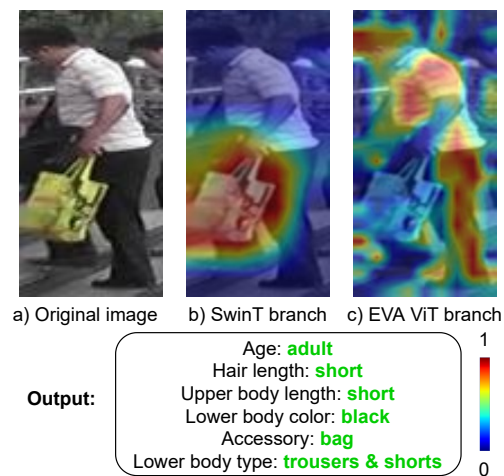 a) Original image b) SwinT branch c) EVA ViT branch
1
Age: adult
Hair length: short
Upper body length: short
Output:
Lower body color: black
Accessory: bag
Lower body type: trousers & shorts
0